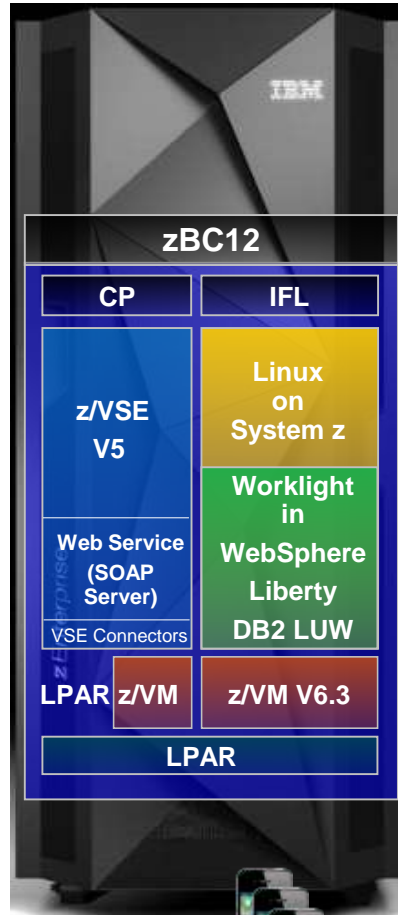 IBM
zBC12
CP
IFL
z/VSE
V5
Web Service
(SOAP
Server)
VSE Connectors
Linux
on
System z
Worklight
in
WebSphere
Liberty
DB2 LUW
zEnterprise
LPAR
z/VM
z/VM V6.3
LPAR